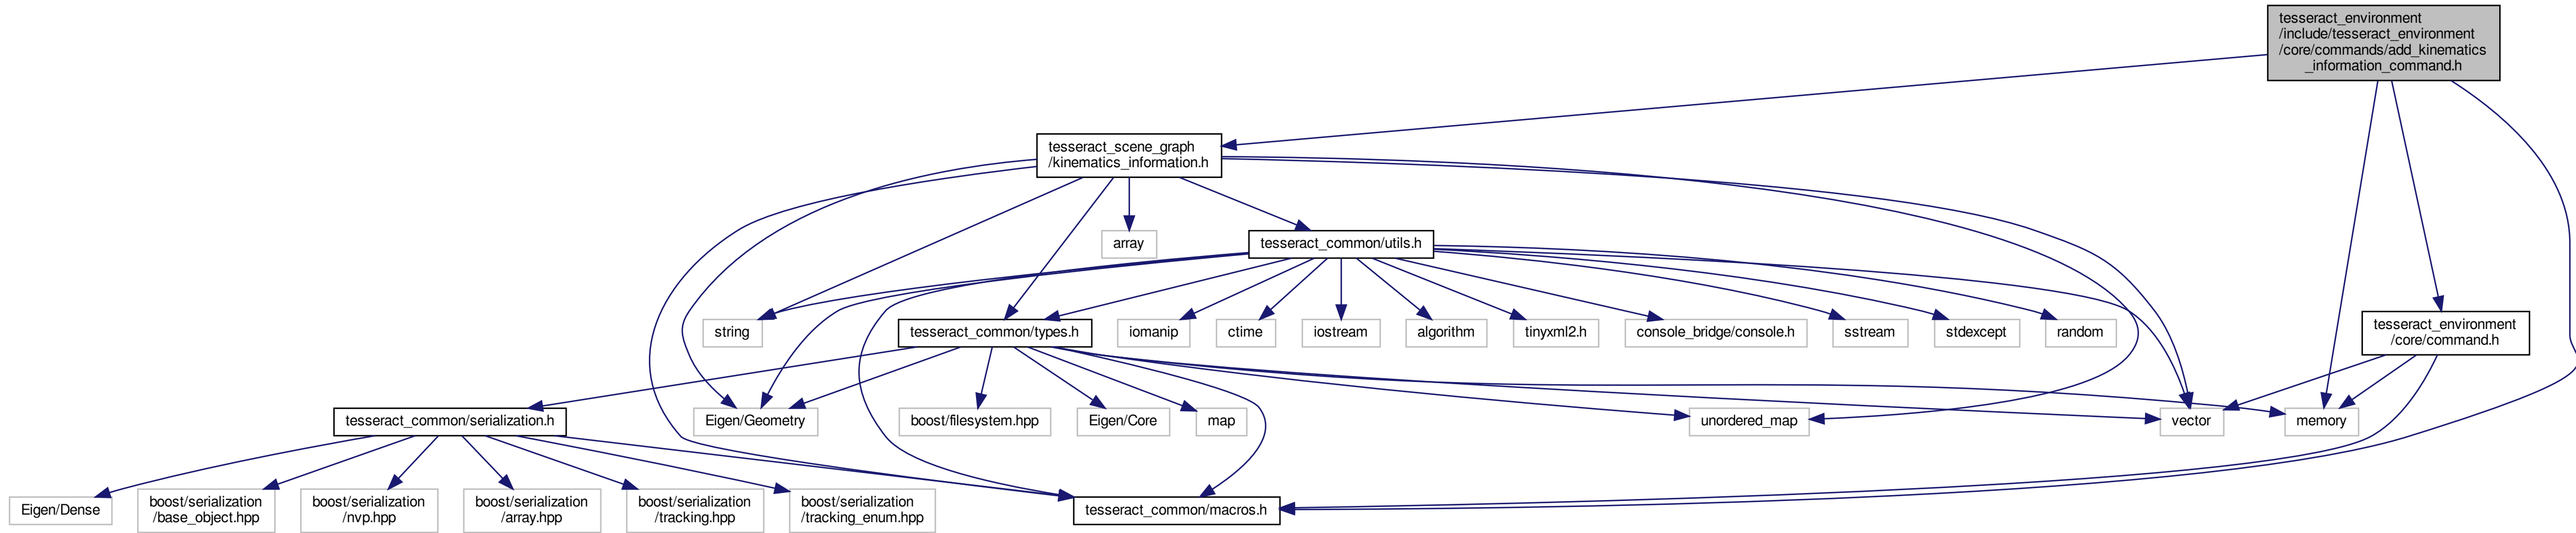 tesseract_environment
/include/tesseract_environment
/core/commands/add_kinematics
_information_command.h
tesseract_scene_graph
/kinematics_information.h
array
tesseract_common/utils.h
string
tesseract_common/types.h
iomanip
ctime
iostream
algorithm
tinyxml2.h
console_bridge/console.h
sstream
stdexcept
random
tesseract_environment
/core/command.h
tesseract_common/serialization.h
Eigen/Geometry
boost/filesystem.hpp
Eigen/Core
map
unordered_map
vector
memory
Eigen/Dense
boost/serialization
/base_object.hpp
boost/serialization
/nvp.hpp
boost/serialization
/array.hpp
boost/serialization
/tracking.hpp
boost/serialization
/tracking_enum.hpp
tesseract_common/macros.h